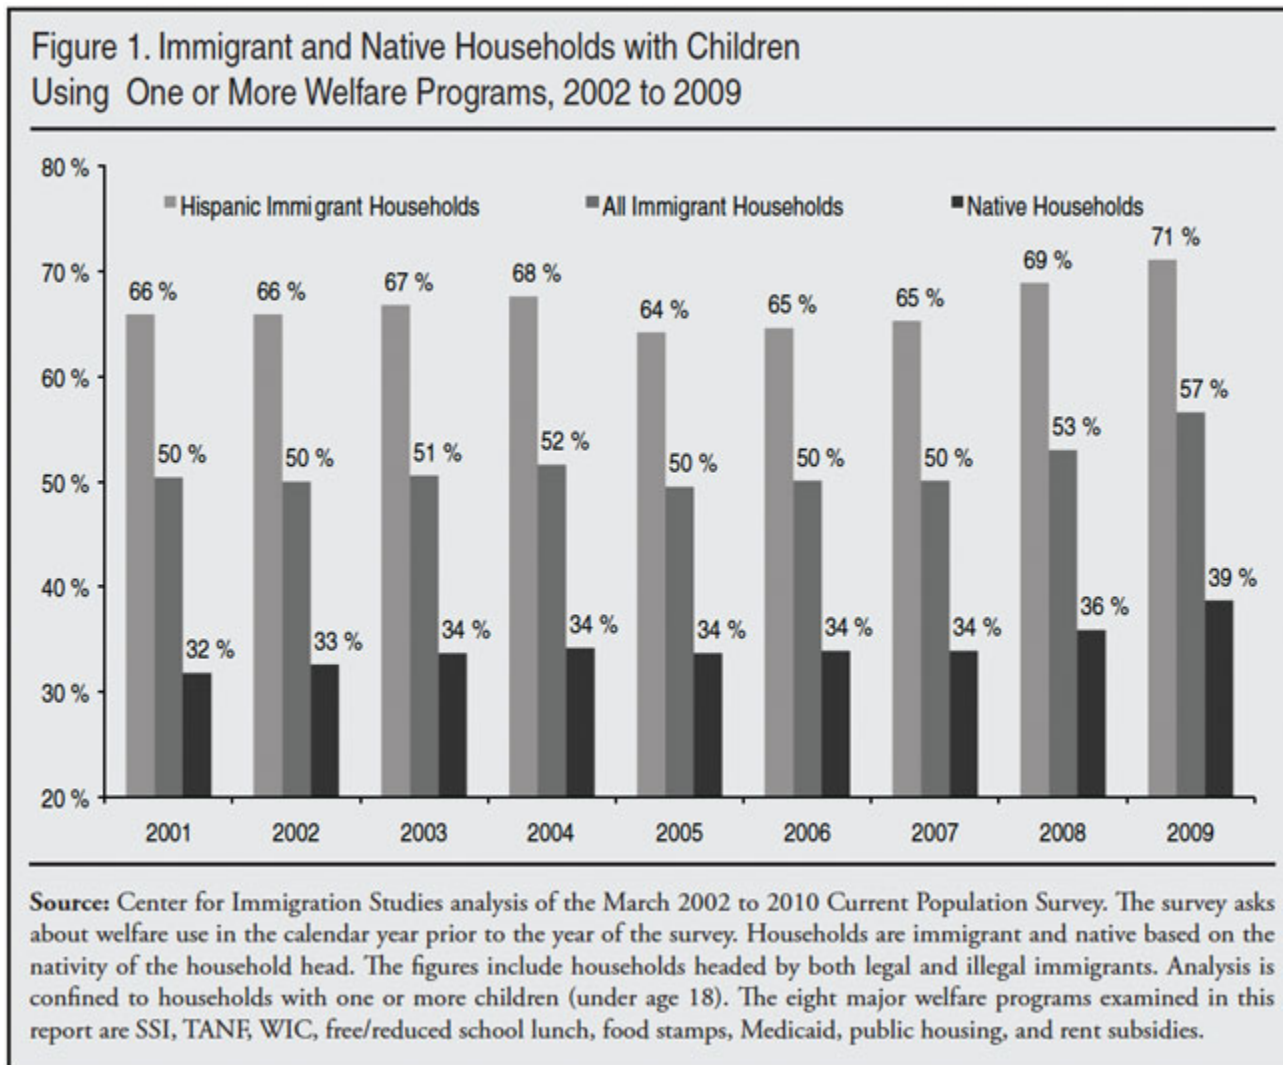 Figure 1. Immigrant and Native Households with Children
Using One or More Welfare Programs, 2002 to 2009
80 %
Hispanic Immigrant Households All Immigrant Households Native Households
71 %
70 %
66 % 66 % 67 % 68 % 64 % 65 % 65 % 69 %
60 %
57 %
50 % 50 % 51 % 52 % 50 % 50 % 50 % 53 %
50 %
40 %
32 % 33 % 34 % 34 % 34 % 34 % 34 % 36 % 39 %
30 %
20 %
2001 2002 2003 2004 2005 2006 2007 2008 2009
Source: Center for Immigration Studies analysis of the March 2002 to 2010 Current Population Survey. The survey asks
about welfare use in the calendar year prior to the year of the survey. Households are immigrant and native based on the
nativity of the household head. The figures include households headed by both legal and illegal immigrants. Analysis is
confined to households with one or more children (under age 18). The eight major welfare programs examined in this
report are SSI, TANF, WIC, free/reduced school lunch, food stamps, Medicaid, public housing, and rent subsidies.